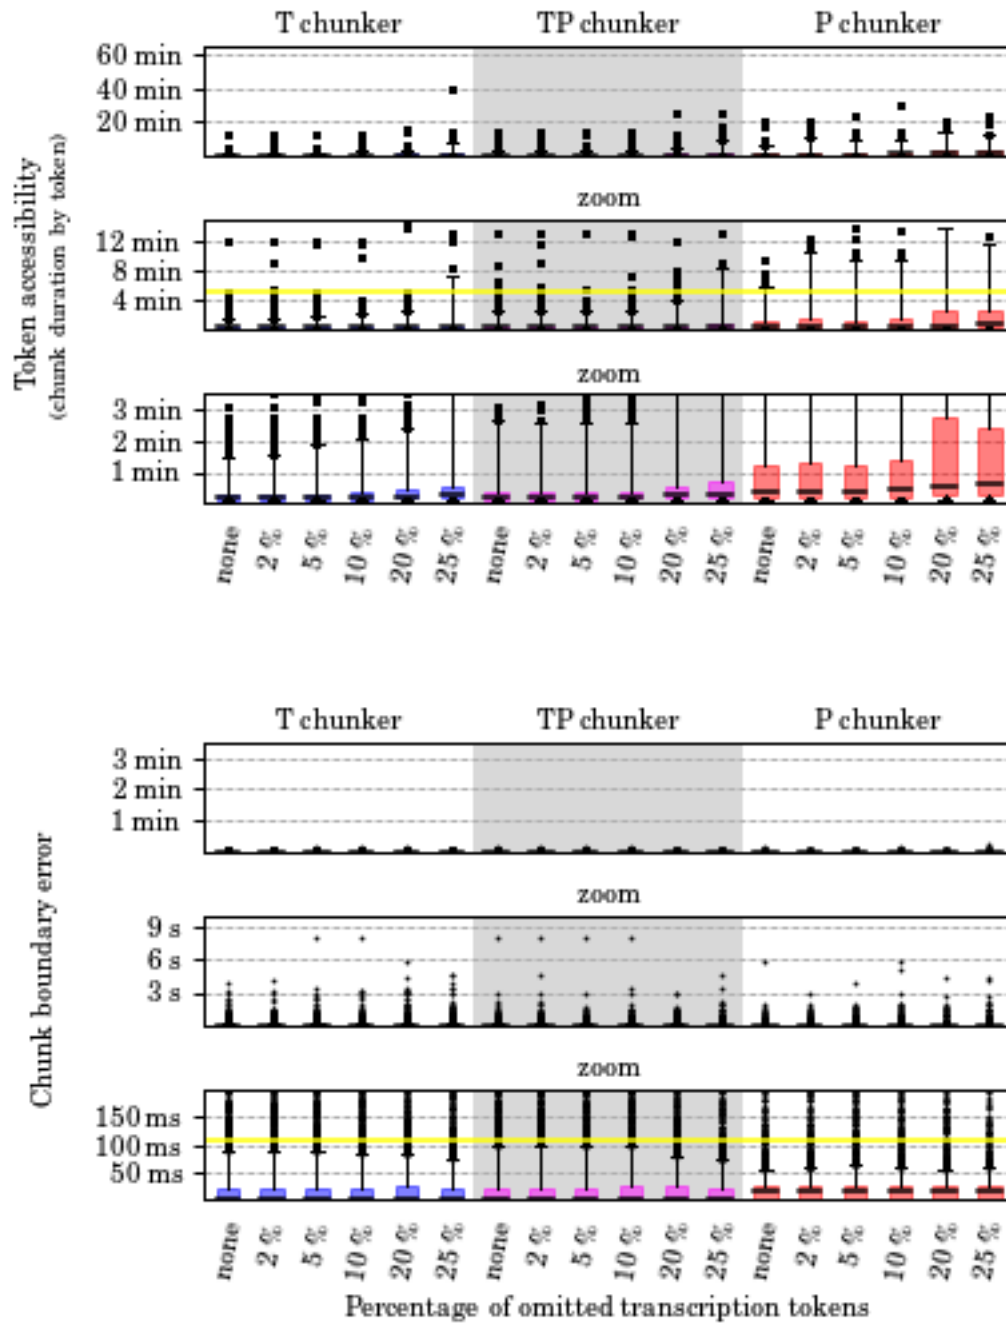 T chunker TP chunker P chunker
60 min
40 min
20 min
zoom
12 min
8 min
4 min
zoom
3 min
2 min
1 min
Token accessibility
(chunk duration by token)
none 2 % 5 % 10 % 20 % 25 % none 2 % 5 % 10 % 20 % 25 % none 2 % 5 % 10 % 20 % 25 %
T chunker TP chunker P chunker
3 min
2 min
1 min
zoom
9 s
6 s
3 s
zoom
150 ms
100 ms
50 ms
Chunk boundary error
none 2 % 5 % 10 % 20 % 25 % none 2 % 5 % 10 % 20 % 25 % none 2 % 5 % 10 % 20 % 25 %
Percentage of omitted transcription tokens